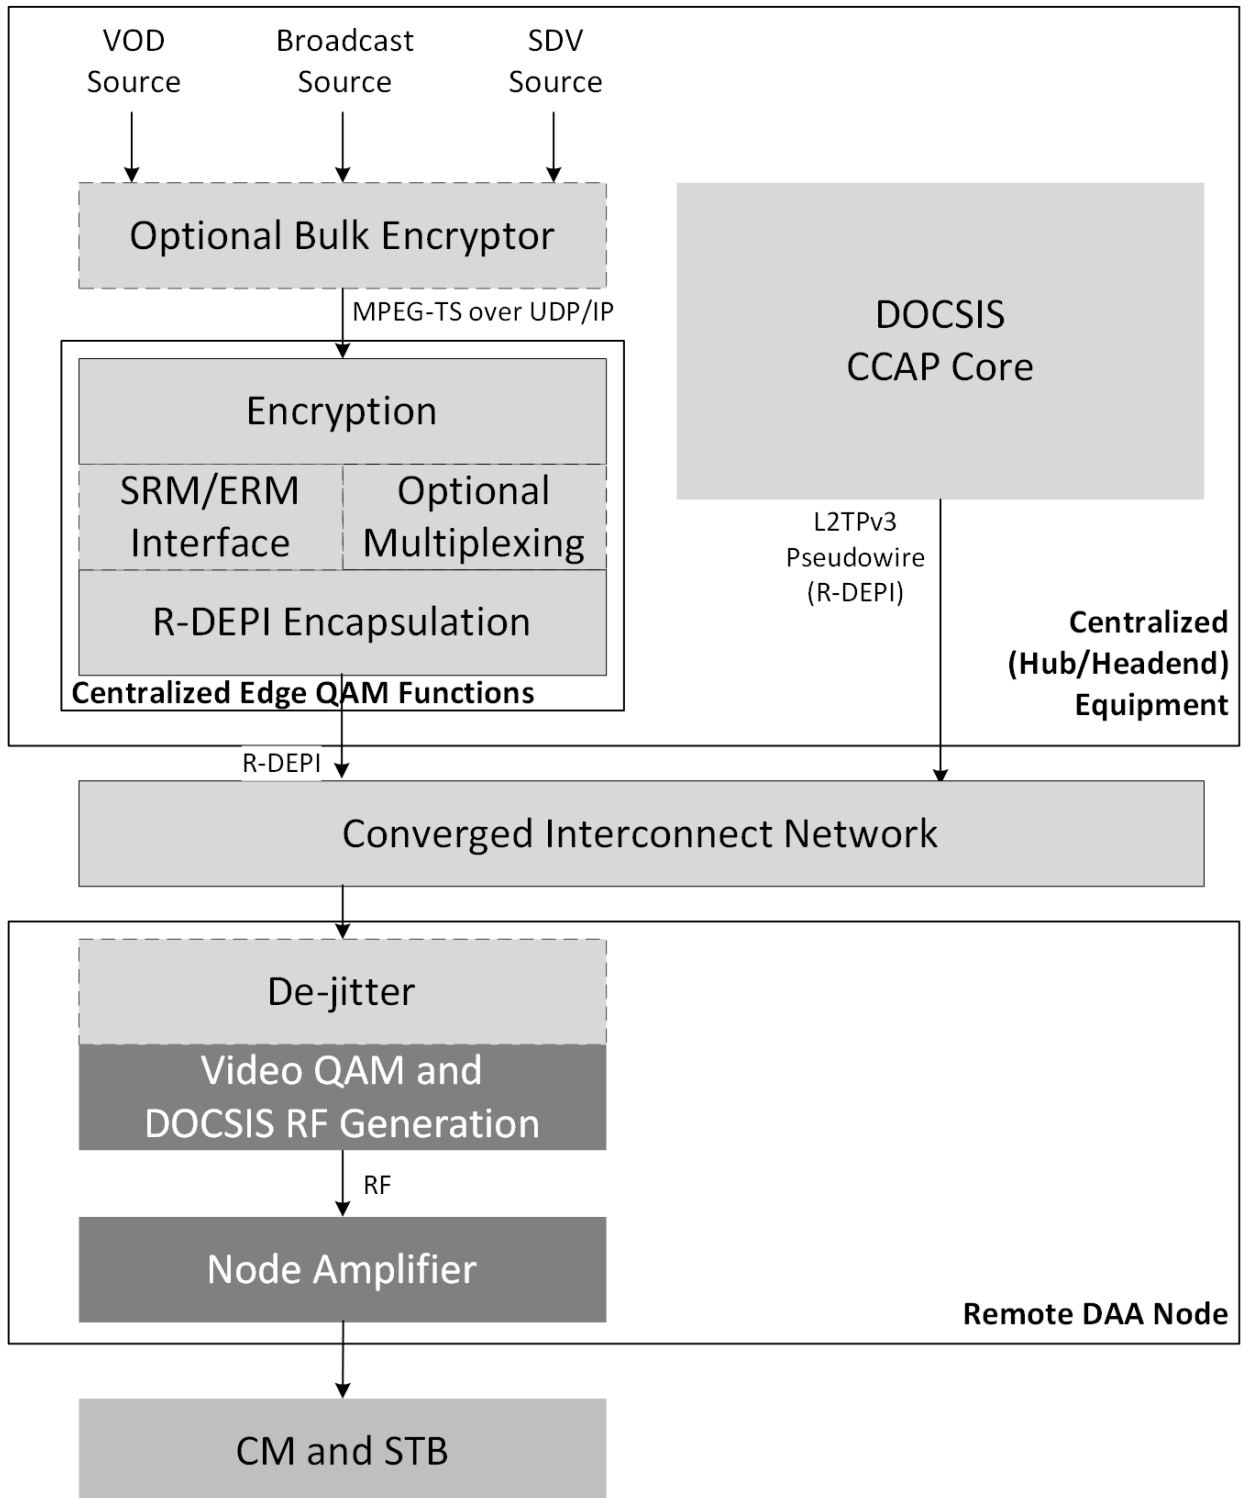 VOD
Source
Broadcast
Source
SDV
Source
Optional Bulk Encryptor
MPEG-TS over UDP/IP
Encryption
SRM/ERM
Interface
Optional
Multiplexing
R-DEPI Encapsulation
Centralized Edge QAM Functions
DOCSIS
CCAP Core
L2TPv3
Pseudowire
(R-DEPI)
Centralized
(Hub/Headend)
Equipment
R-DEPI
Converged Interconnect Network
De-jitter
Video QAM and
DOCSIS RF Generation
RF
Node Amplifier
Remote DAA Node
CM and STB